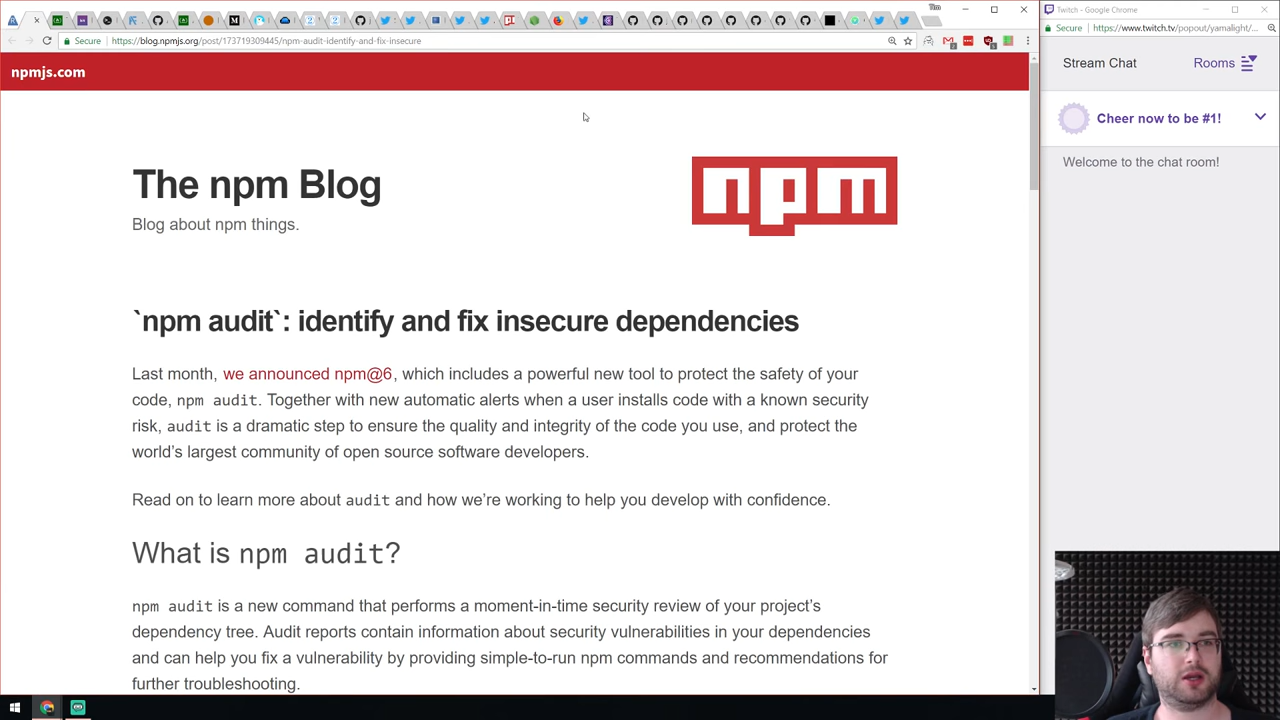 Tim
Secure
https://blog.npmjs.org/post/173719309445/npm-audit-identify-and-fix-insecure
npmjs.com
The npm Blog
Blog about npm things.
npm
`npm audit`: identify and fix insecure dependencies
Last month, we announced npm@6, which includes a powerful new tool to protect the safety of your
code, npm audit. Together with new automatic alerts when a user installs code with a known security
risk, audit is a dramatic step to ensure the quality and integrity of the code you use, and protect the
world’s largest community of open source software developers.
Read on to learn more about audit and how we’re working to help you develop with confidence.
What is npm audit?
npm audit is a new command that performs a moment-in-time security review of your project’s
dependency tree. Audit reports contain information about security vulnerabilities in your dependencies
and can help you fix a vulnerability by providing simple-to-run npm commands and recommendations for
further troubleshooting.
Twitch - Google Chrome
Secure
https://www.twitch.tv/popout/yamalight/...
Stream Chat
Rooms
Cheer now to be #1!
Welcome to the chat room!